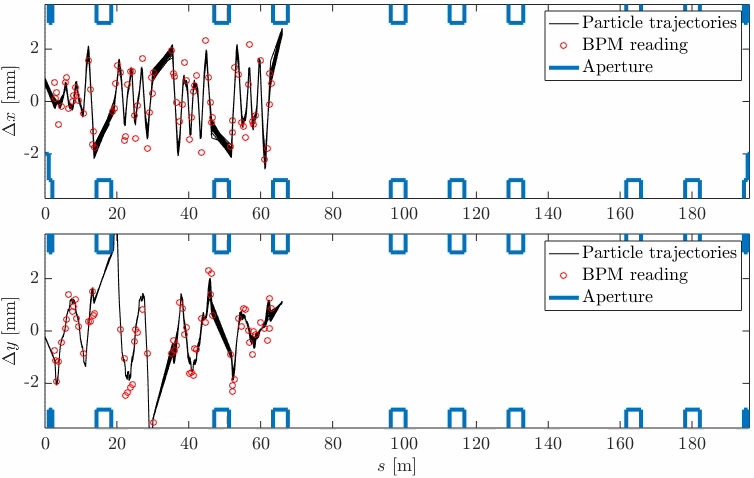 2
0
-2
Δx [mm]
Particle trajectories
BPM reading
Aperture
0 20 40 60 80 100 120 140 160 180
2
0
-2
Δy [mm]
Particle trajectories
BPM reading
Aperture
0 20 40 60 80 100 120 140 160 180
s [m]